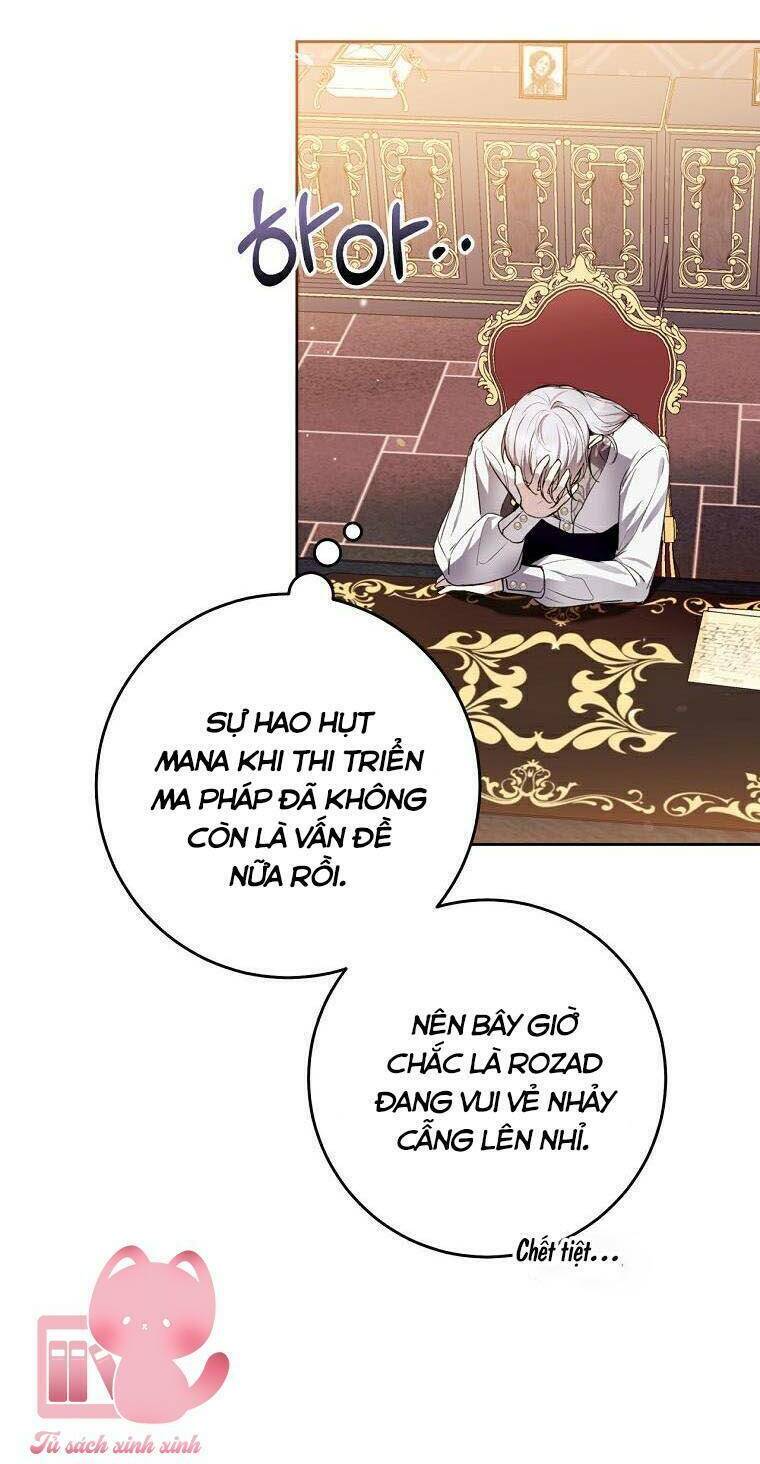 하아..
SỰ HAO HỤT
MANA KHI THI TRIỂN
MA PHÁP ĐÃ KHÔNG
CÒN LÀ VẤN ĐỀ
NỮA RỒI.
NÊN BÂY GIỜ
CHẮC LÀ ROZAD
ĐANG VUI VẺ NHẢY
CẪNG LÊN NHỈ.
Chết tiệt...
Tủ sách xinh xinh